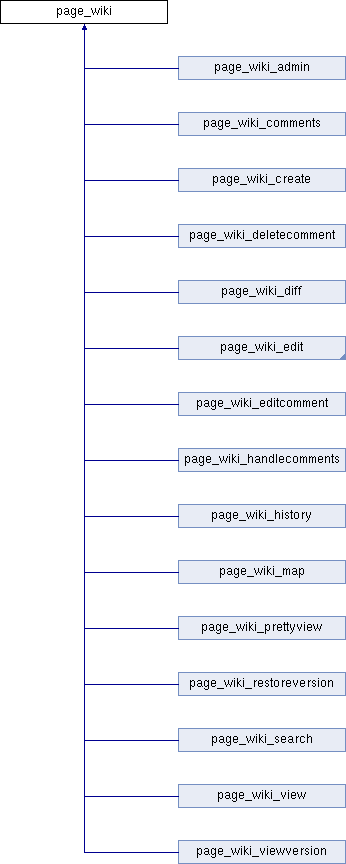 page_wiki
page_wiki_admin
page_wiki_comments
page_wiki_create
page_wiki_deletecomment
page_wiki_diff
page_wiki_edit
page_wiki_editcomment
page_wiki_handlecomments
page_wiki_history
page_wiki_map
page_wiki_prettyview
page_wiki_restoreversion
page_wiki_search
page_wiki_view
page_wiki_viewversion